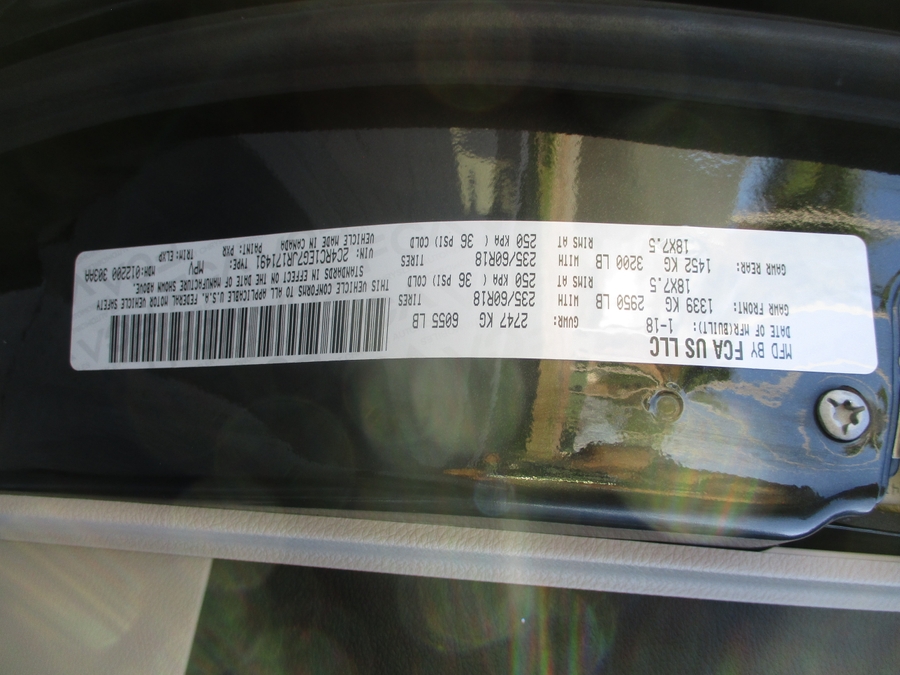 MFD BY FCA US LLC
DATE OF MFR(BUILT): 1-18 GVWR: 2747 KG 6055 LB
GAWR FRONT: 1339 KG 2950 LB WITH TIRES 235/60R18
18X7.5 RIMS AT 250 KPA ( 36 PSI) COLD
GAWR REAR: 1452 KG 3200 LB WITH TIRES 235/60R18
18X7.5 RIMS AT 250 KPA ( 36 PSI) COLD
THIS VEHICLE CONFORMS TO ALL APPLICABLE U.S.A. FEDERAL MOTOR VEHICLE SAFETY
STANDARDS IN EFFECT ON THE DATE OF MANUFACTURE SHOWN ABOVE.
VIN: 2C4RC1EG7JR171491 TYPE: MPV MDH:012200 303AA
VEHICLE MADE IN CANADA PAINT: PXR TRIM: ELXP